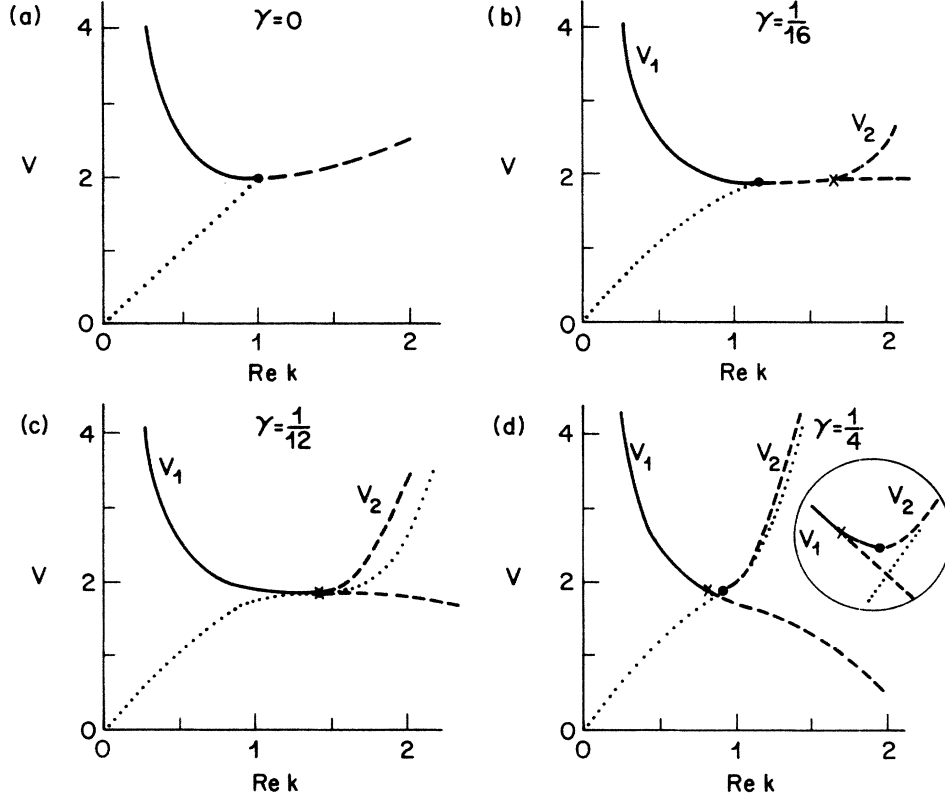 (a)
γ=0
4
V
2
0
0
1
2
Re k
(b)
γ=1/16
4
V₁
V₂
V
2
0
0
1
2
Re k
(c)
γ=1/12
4
V₁
V₂
V
2
0
0
1
2
Re k
(d)
γ=1/4
4
V₁
V₂
V₂
V₁
V
2
0
0
1
2
Re k